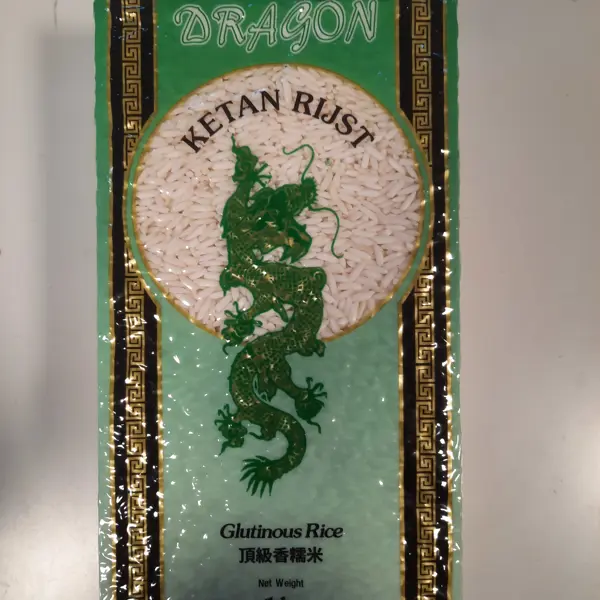 DRAGON
KETAN RIJST
Glutinous Rice
頂級香糯米
Net Weight